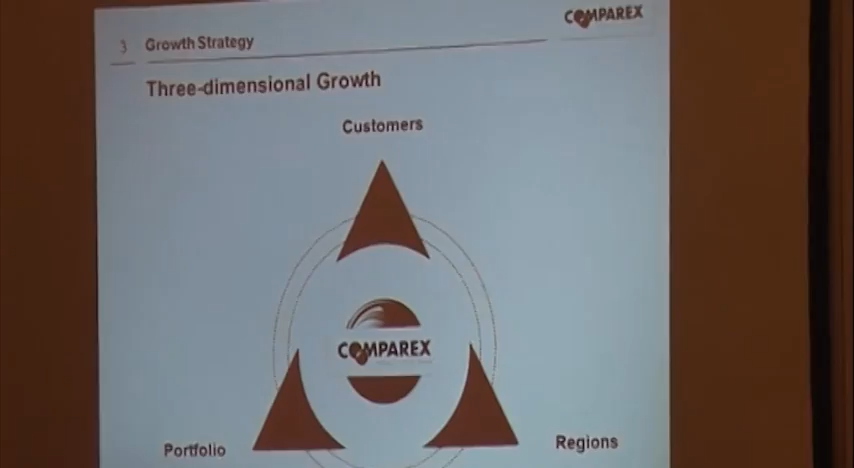 3 Growth Strategy
COMPAREX
Three-dimensional Growth
Customers
COMPAREX
Portfolio
Regions